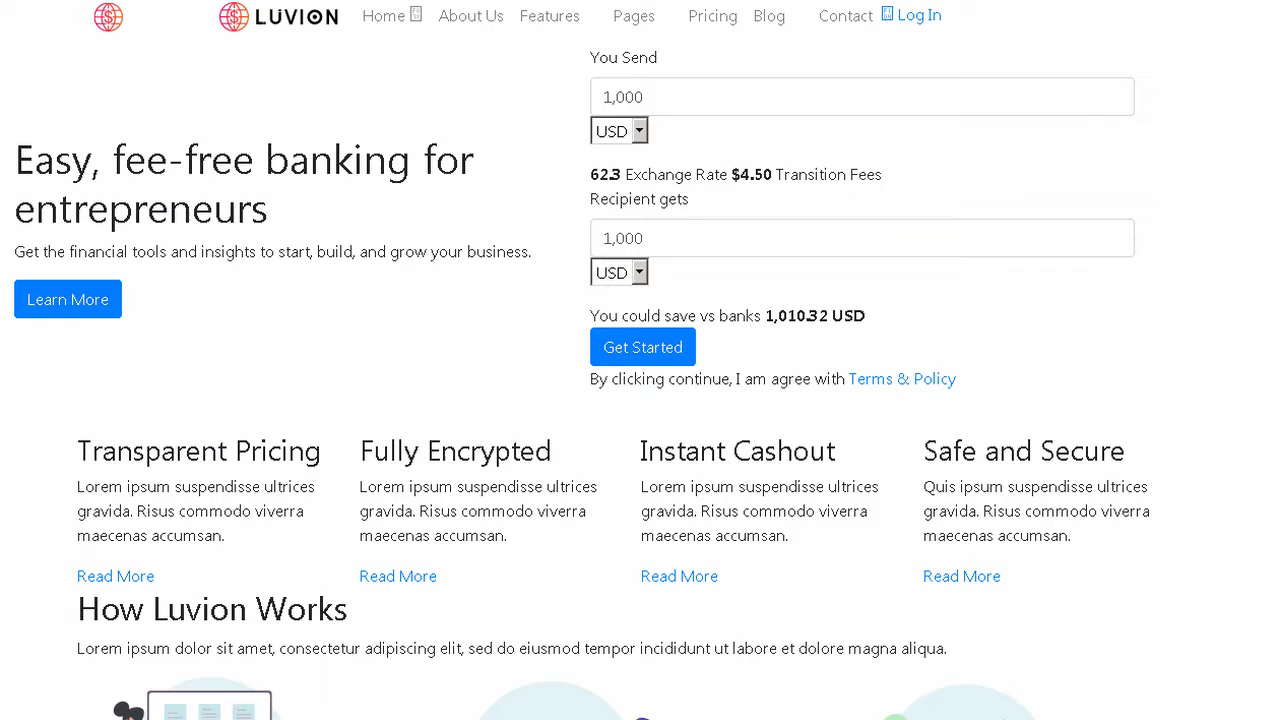 LUVION Home About Us Features Pages Pricing Blog Contact Log In
You Send
1,000
USD
62.3 Exchange Rate $4.50 Transition Fees
Recipient gets
1,000
USD
You could save vs banks 1,010.32 USD
Get Started
By clicking continue, I am agree with Terms & Policy
Easy, fee-free banking for
entrepreneurs
Get the financial tools and insights to start, build, and grow your business.
Learn More
Transparent Pricing
Lorem ipsum suspendisse ultrices
gravida. Risus commodo viverra
maecenas accumsan.
Read More
Fully Encrypted
Lorem ipsum suspendisse ultrices
gravida. Risus commodo viverra
maecenas accumsan.
Read More
Instant Cashout
Lorem ipsum suspendisse ultrices
gravida. Risus commodo viverra
maecenas accumsan.
Read More
Safe and Secure
Quis ipsum suspendisse ultrices
gravida. Risus commodo viverra
maecenas accumsan.
Read More
How Luvion Works
Lorem ipsum dolor sit amet, consectetur adipiscing elit, sed do eiusmod tempor incididunt ut labore et dolore magna aliqua.